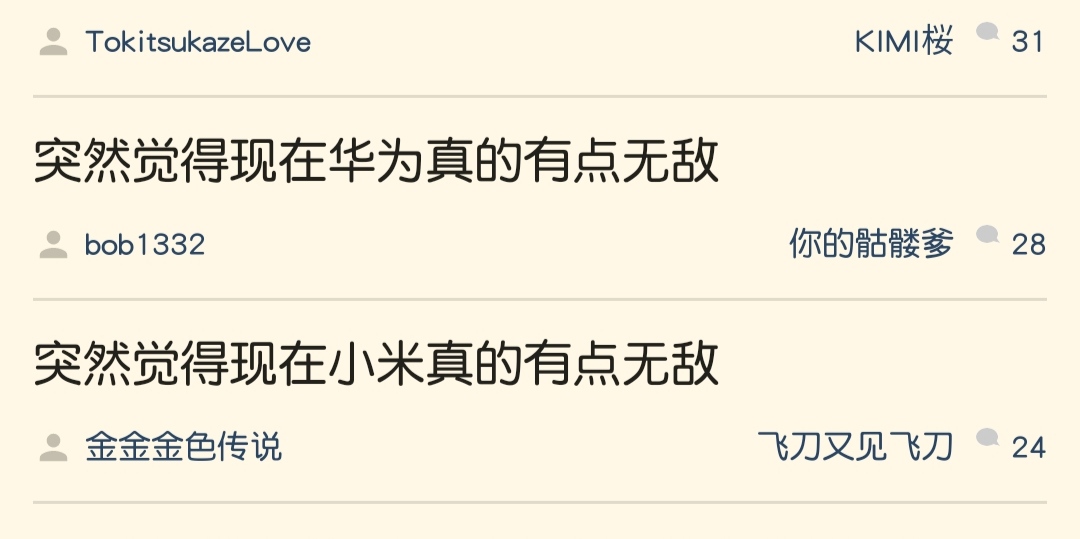 TokitsukazeLove KIMI桜 31
突然觉得现在华为真的有点无敌
bob1332 你的骷髅爹 28
突然觉得现在小米真的有点无敌
金金金色传说 飞刀又见飞刀 24